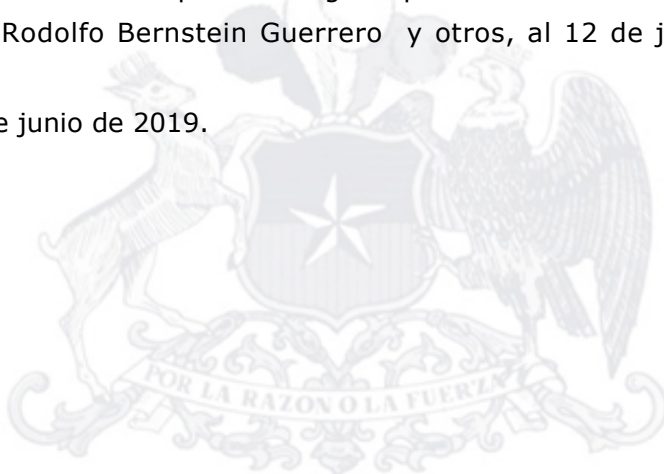 Rodolfo Bernstein Guerrero y otros, al 12 de j
e junio de 2019.
POR LA RAZON O LA FUERZA